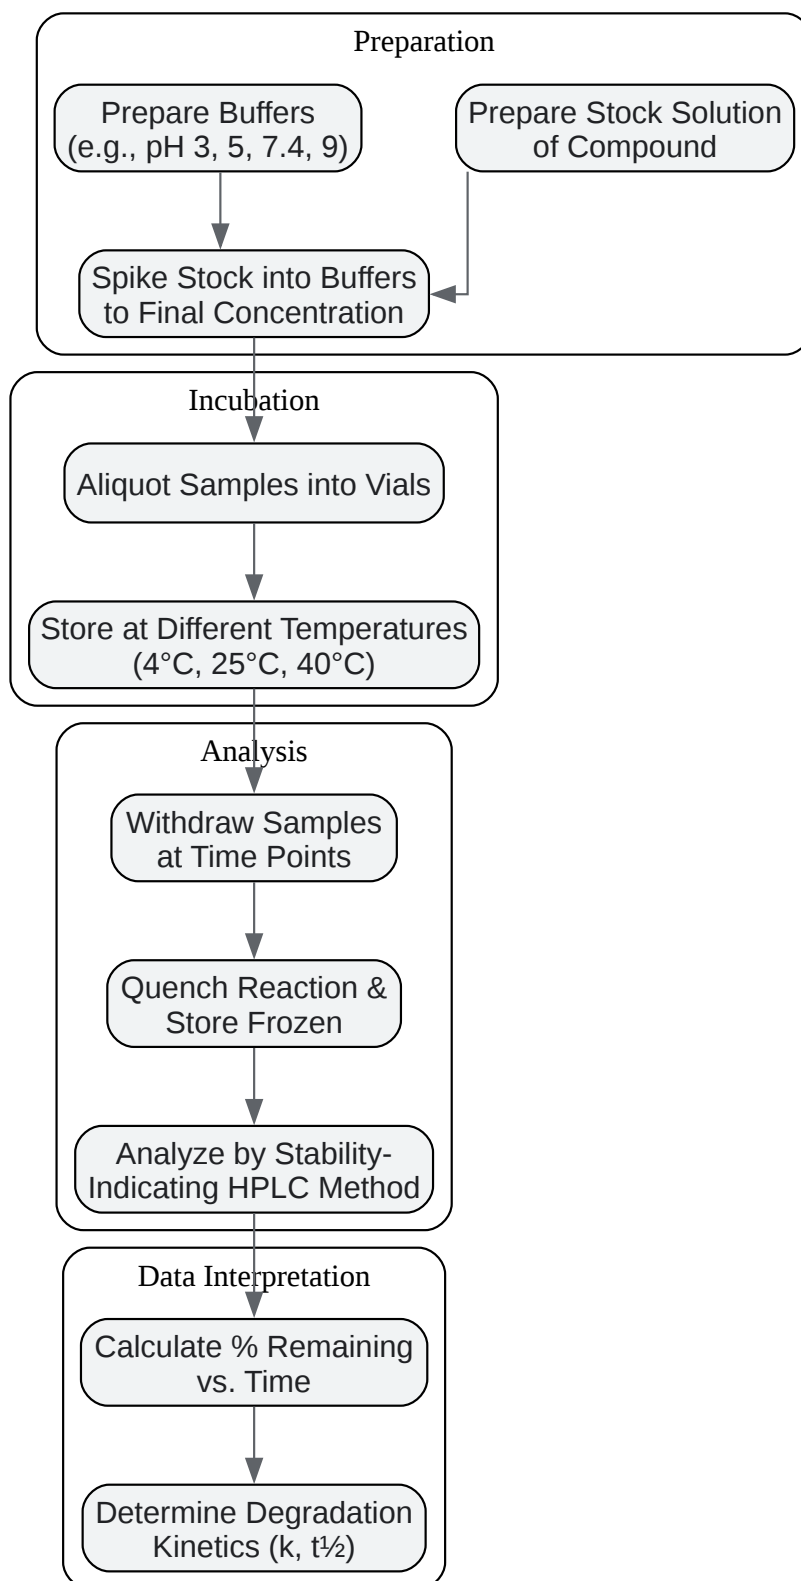 Preparation
Prepare Buffers
(e.g., pH 3, 5, 7.4, 9)
Prepare Stock Solution
of Compound
Spike Stock into Buffers
to Final Concentration
Incubation
Aliquot Samples into Vials
Store at Different Temperatures
(4°C, 25°C, 40°C)
Analysis
Withdraw Samples
at Time Points
Quench Reaction &
Store Frozen
Analyze by Stability-
Indicating HPLC Method
Data Interpretation
Calculate % Remaining
vs. Time
Determine Degradation
Kinetics (k, t½)